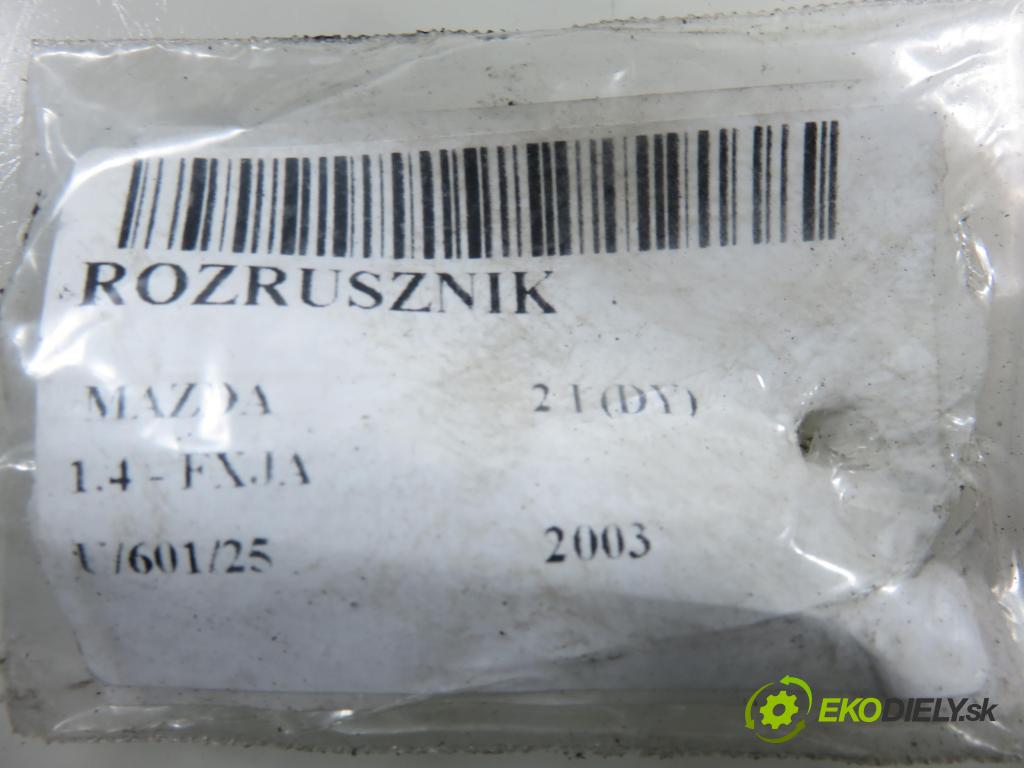 ROZRUSZNIK
MAZDA 2 I (DY)
1.4 - FXJA
U/601/25 2003
EKODIELY.sk